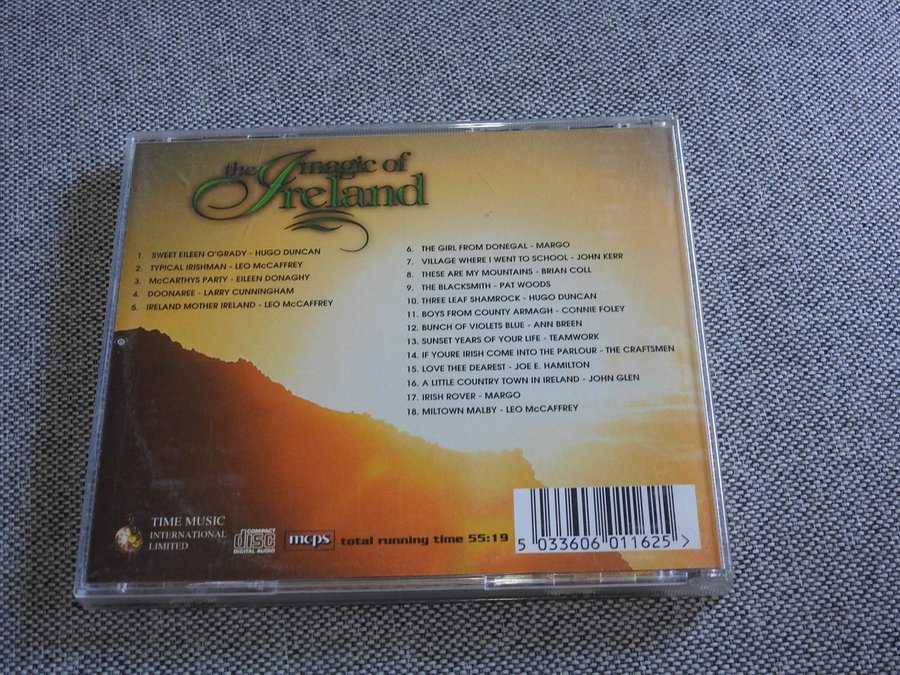 the magic of
Ireland
1. SWEET EILEEN O'GRADY - HUGO DUNCAN
2. TYPICAL IRISHMAN - LEO McCAFFREY
3. McCARTHYS PARTY - EILEEN DONAGHY
4. DOONAREE - LARRY CUNNINGHAM
5. IRELAND MOTHER IRELAND - LEO McCAFFREY
6. THE GIRL FROM DONEGAL - MARGO
7. VILLAGE WHERE I WENT TO SCHOOL - JOHN KERR
8. THESE ARE MY MOUNTAINS - BRIAN COLL
9. THE BLACKSMITH - PAT WOODS
10. THREE LEAF SHAMROCK - HUGO DUNCAN
11. BOYS FROM COUNTY ARMAGH - CONNIE FOLEY
12. BUNCH OF VIOLETS BLUE - ANN BREEN
13. SUNSET YEARS OF YOUR LIFE - TEAMWORK
14. IF YOURE IRISH COME INTO THE PARLOUR - THE CRAFTSMEN
15. LOVE THEE DEAREST - JOE E. HAMILTON
16. A LITTLE COUNTRY TOWN IN IRELAND - JOHN GLEN
17. IRISH ROVER - MARGO
18. MILTOWN MALBY - LEO McCAFFREY
TIME MUSIC
INTERNATIONAL
LIMITED
COMPACT
disc
DIGITAL AUDIO
mcps
total running time 55:19
5 033606 011625 >